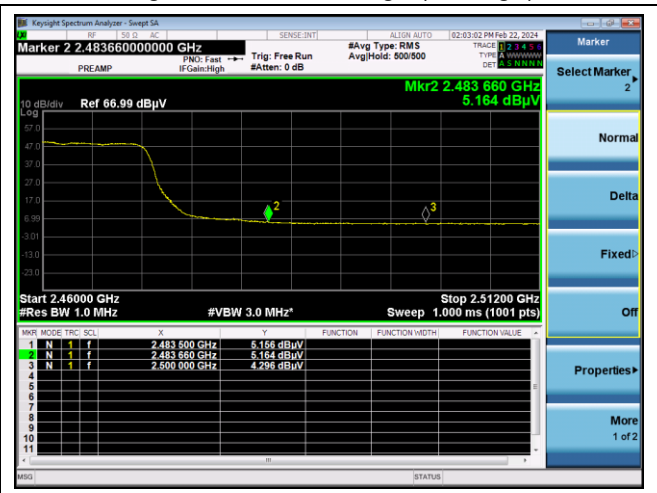 Keysight Spectrum Analyzer - Swept SA
RF 50 Ω AC SENSE:INT ALIGN AUTO 02:03:02 PM Feb 22, 2024
Marker 2 2.483660000000 GHz
PREAMP
PNO: Fast
IFGain:High
Trig: Free Run
#Atten: 0 dB
#Avg Type: RMS
Avg|Hold: 500/500
TRACE 1 2 3 4 5 6
TYPE A WWWWW
DET A S N N N N
Mkr2 2.483 660 GHz
5.164 dBµV
10 dB/div Ref 66.99 dBµV
Log
57.0
47.0
37.0
27.0
17.0
6.99
-3.01
-13.0
-23.0
2
3
Start 2.46000 GHz Stop 2.51200 GHz
#Res BW 1.0 MHz #VBW 3.0 MHz* Sweep 1.000 ms (1001 pts)
MKR MODE TRC SCL X Y FUNCTION FUNCTION WIDTH FUNCTION VALUE
1 N 1 f 2.483 500 GHz 5.156 dBµV
2 N 1 f 2.483 660 GHz 5.164 dBµV
3 N 1 f 2.500 000 GHz 4.296 dBµV
4
5
6
7
8
9
10
11
MSG STATUS
Marker
Select Marker
2
Normal
Delta
Fixed
Off
Properties
More
1 of 2